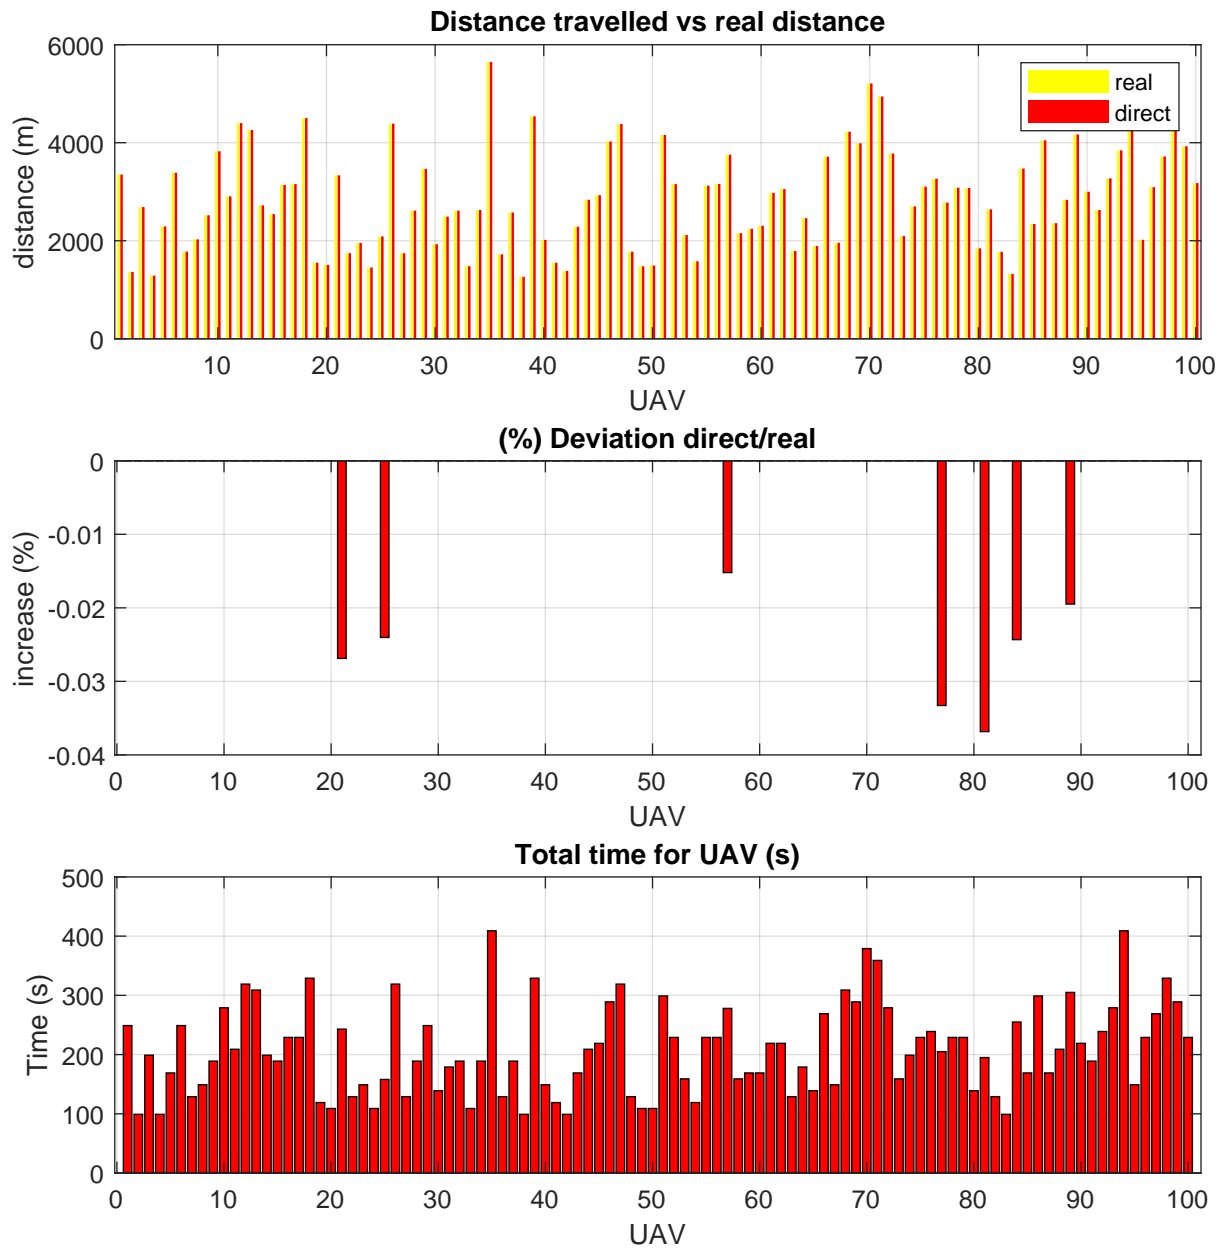 Distance travelled vs real distance
6000
4000
2000
0
distance (m)
real
direct
10 20 30 40 50 60 70 80 90 100
UAV
(%) Deviation direct/real
0
-0.01
-0.02
-0.03
-0.04
increase (%)
0 10 20 30 40 50 60 70 80 90 100
UAV
Total time for UAV (s)
500
400
300
200
100
0
Time (s)
0 10 20 30 40 50 60 70 80 90 100
UAV